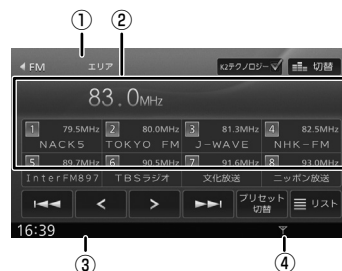 ① ②
◀ FM エリア K2テクノロジー 切替
83.0MHz
1 79.5MHz 2 80.0MHz 3 81.3MHz 4 82.5MHz
NACK5 TOKYO FM J-WAVE NHK-FM
5 89.7MHz 6 90.5MHz 7 91.6MHz 8 93.0MHz
InterFM897 TBSラジオ 文化放送 ニッポン放送
プリセット切替 リスト
16:39
③ ④